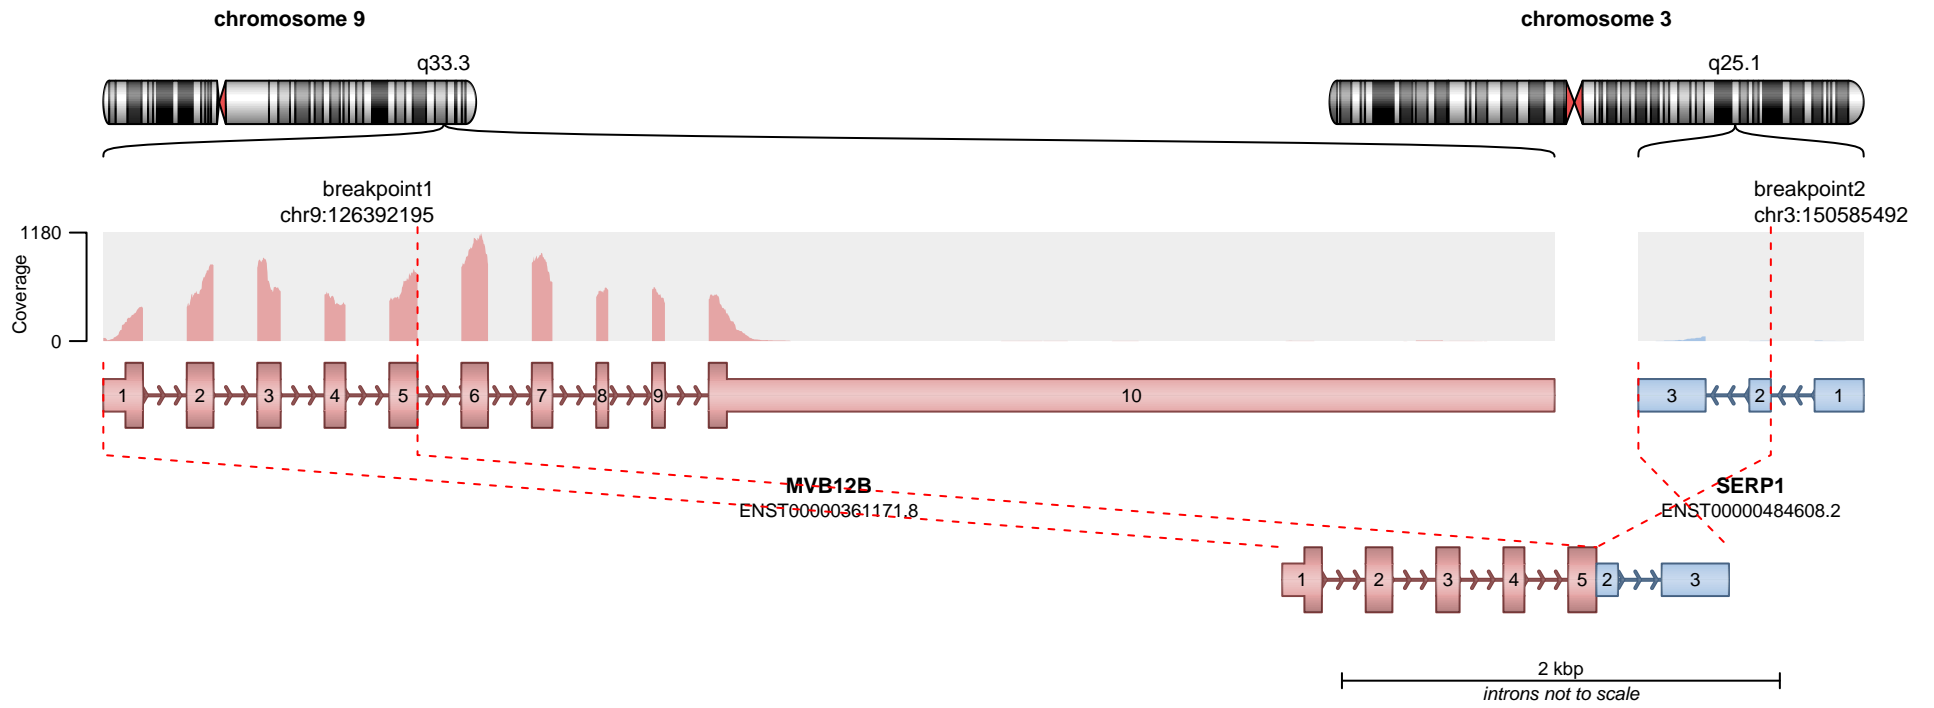 chromosome 9
chromosome 3
q33.3
q25.1
breakpoint1
chr9:126392195
breakpoint2
chr3:150585492
1180
Coverage
0
1 2 3 4 5 6 7 8 9 10
3 2 1
MVB12B
ENST00000361171.8
SERP1
ENST00000484608.2
1 2 3 4 5 2 3
2 kbp
introns not to scale